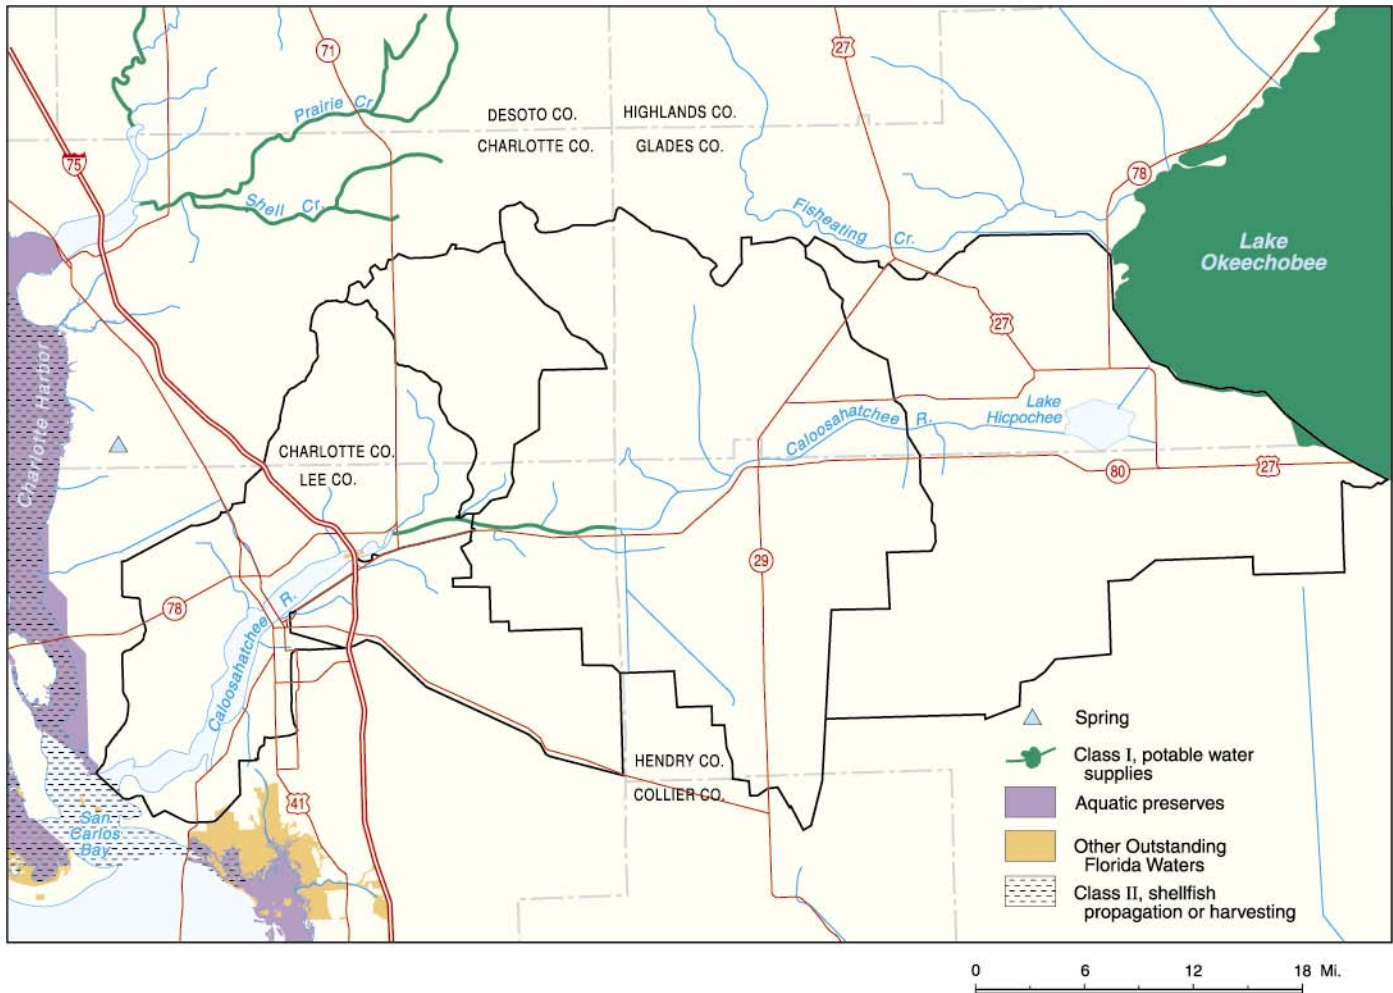 71
27
Prairie Cr
DESOTO CO.
HIGHLANDS CO.
CHARLOTTE CO.
GLADES CO.
75
78
Shell Cr.
Fisheating Cr.
Lake
Okeechobee
27
Charlotte Harbor
Lake
Hicpochee
Caloosahatchee R.
CHARLOTTE CO.
LEE CO.
80
27
29
78
Caloosahatchee R.
Spring
Class I, potable water
supplies
HENDRY CO.
COLLIER CO.
Aquatic preserves
41
San
Carlos
Bay
Other Outstanding
Florida Waters
Class II, shellfish
propagation or harvesting
0 6 12 18 Mi.